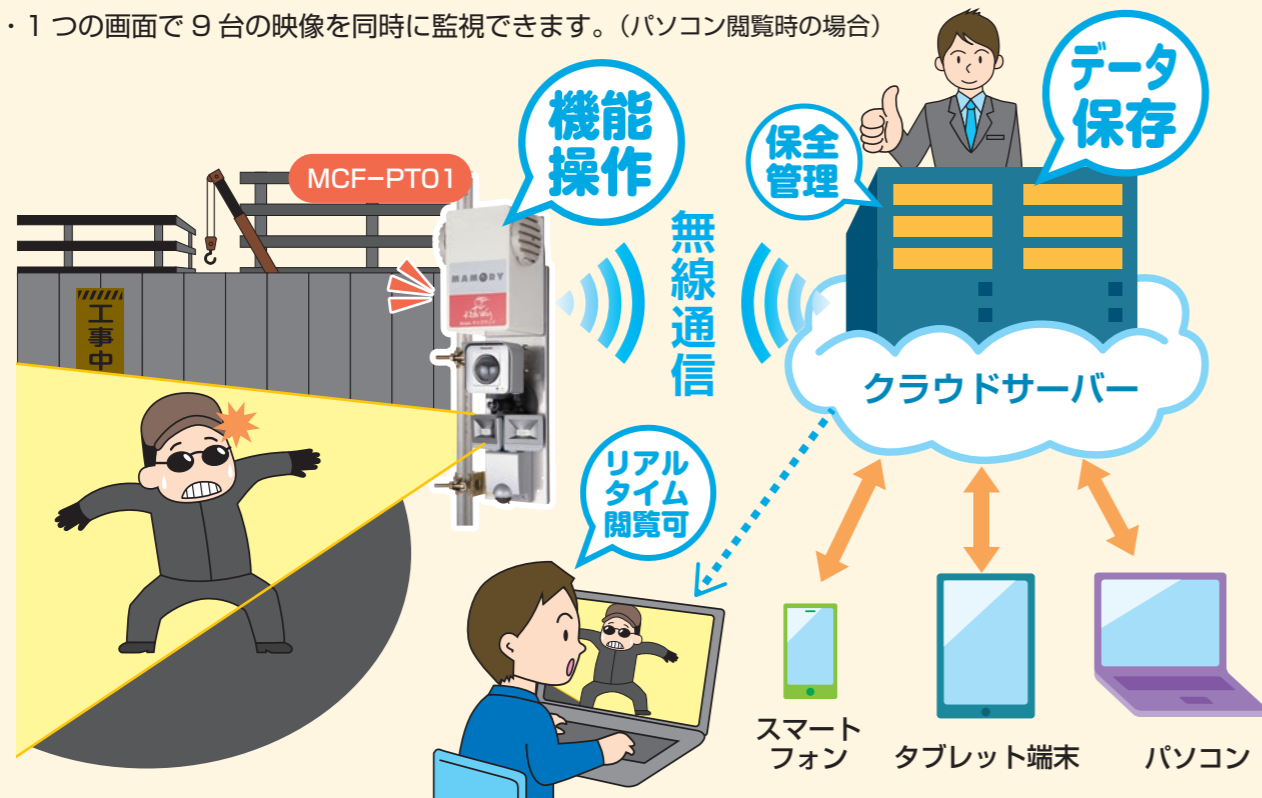 ・1 つの画面で 9 台の映像を同時に監視できます。（パソコン閲覧時の場合）
機能
操作
MCF−PT01
MAMORY
保全
管理
データ
保存
無線通信
工事中
クラウドサーバー
リアル
タイム
閲覧可
スマート
フォン
タブレット端末
パソコン